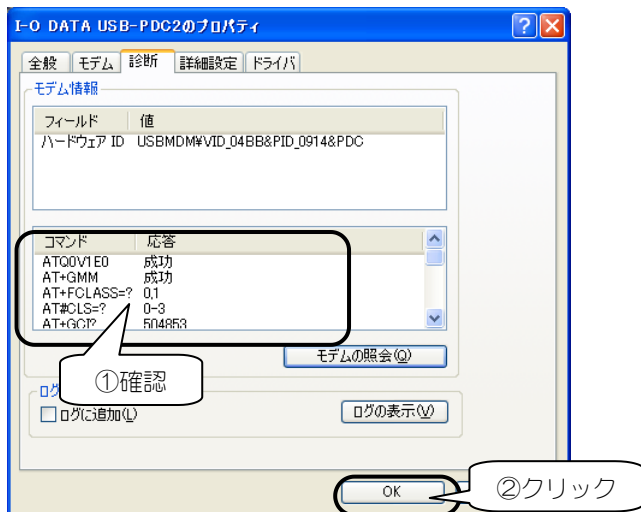 I-O DATA USB-PDC2のプロパティ
全般 モデム 診断 詳細設定 ドライバ
モデム情報
フィールド 値
ハードウェア ID USBMDM¥VID_04BB&PID_0914&PDC
コマンド 応答
ATQ0V1E0 成功
AT+GMM 成功
AT+FCLASS=? 0,1
AT#CLS=? 0-3
AT+GCI? 504853
モデムの照会(Q)
①確認
ログ
ログに追加(L) ログの表示(V)
OK
②クリック